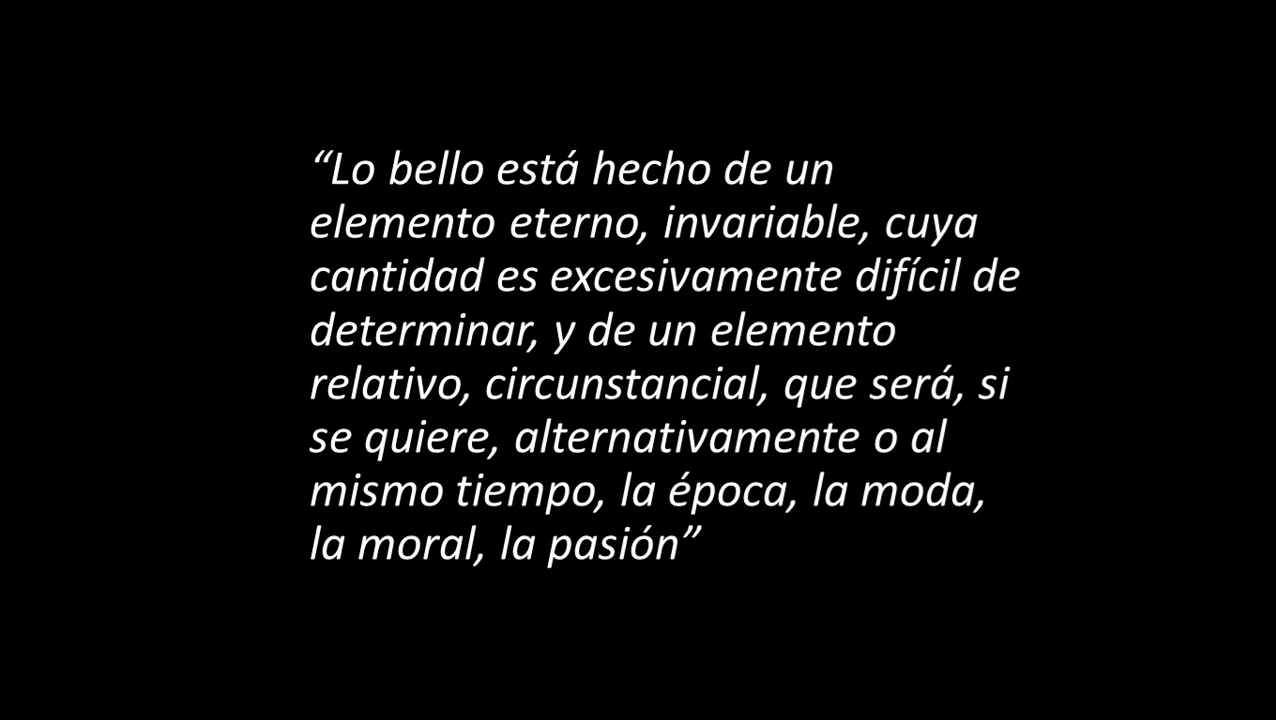 “Lo bello está hecho de un
elemento eterno, invariable, cuya
cantidad es excesivamente difícil de
determinar, y de un elemento
relativo, circunstancial, que será, si
se quiere, alternativamente o al
mismo tiempo, la época, la moda,
la moral, la pasión”